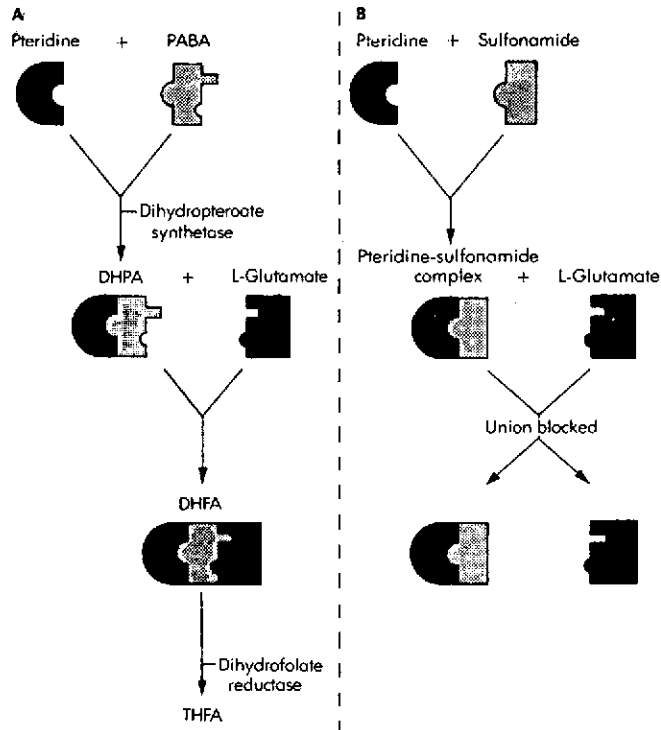 A
Pteridine + PABA
Dihydropteroate
synthetase
DHPA + L-Glutamate
DHFA
Dihydrofolate
reductase
THFA
B
Pteridine + Sulfonamide
Pteridine-sulfonamide
complex + L-Glutamate
Union blocked